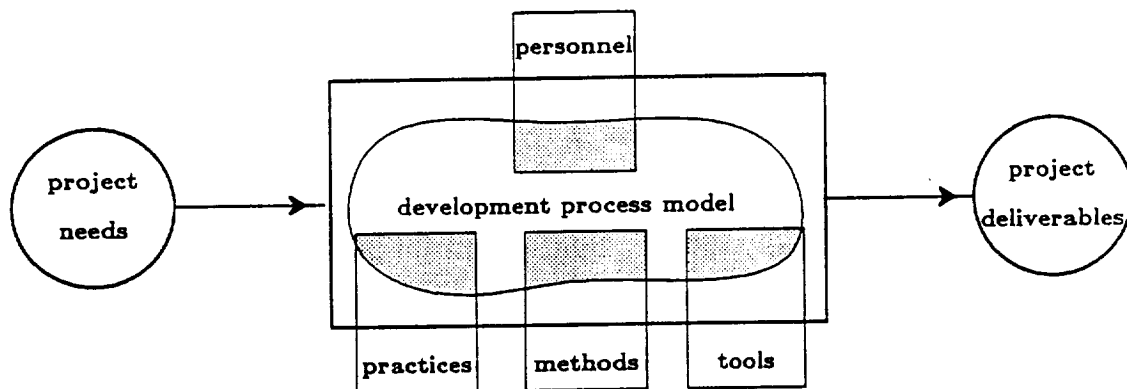 personnel
project
needs
development process model
project
deliverables
practices
methods
tools